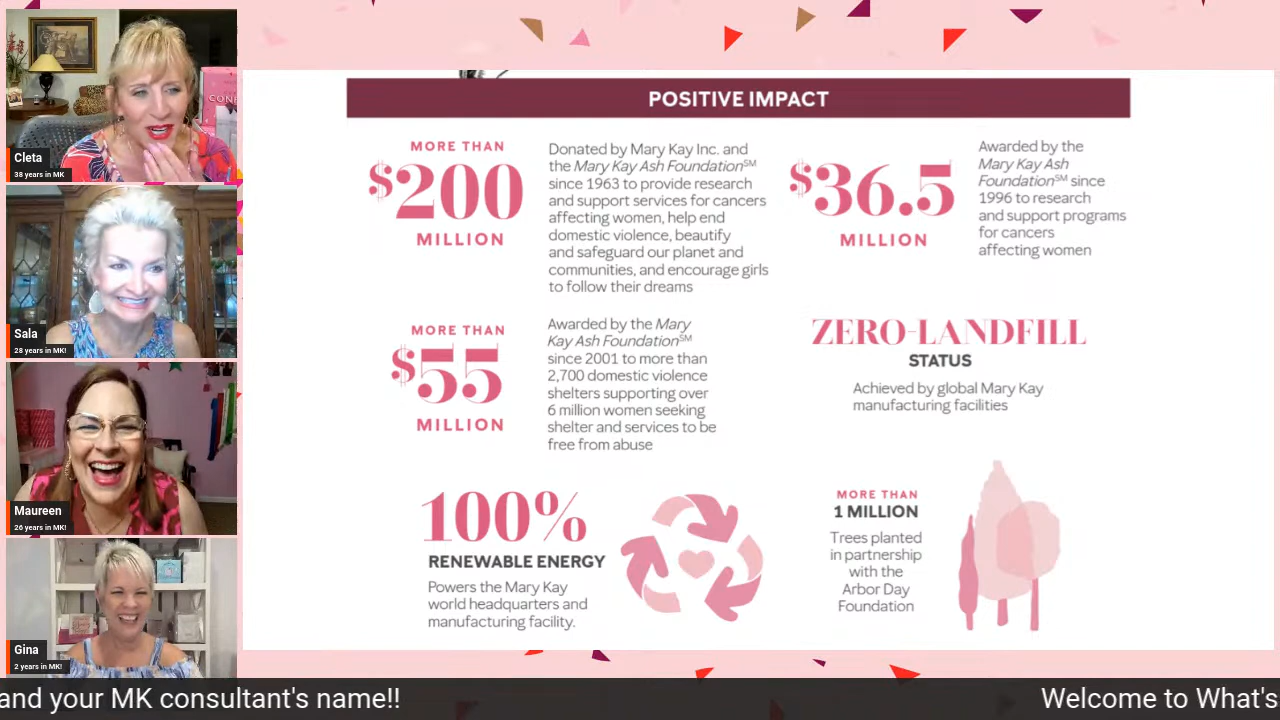 Cleta
38 years in MK
Sala
28 years in MK!
Maureen
26 years in MK!
Gina
2 years in MK!
POSITIVE IMPACT
MORE THAN
$200
MILLION
Donated by Mary Kay Inc. and
the Mary Kay Ash Foundation℠
since 1963 to provide research
and support services for cancers
affecting women, help end
domestic violence, beautify
and safeguard our planet and
communities, and encourage girls
to follow their dreams
$36.5
MILLION
Awarded by the
Mary Kay Ash
Foundation℠ since
1996 to research
and support programs
for cancers
affecting women
MORE THAN
$55
MILLION
Awarded by the Mary
Kay Ash Foundation℠
since 2001 to more than
2,700 domestic violence
shelters supporting over
6 million women seeking
shelter and services to be
free from abuse
ZERO-LANDFILL
STATUS
Achieved by global Mary Kay
manufacturing facilities
100%
RENEWABLE ENERGY
Powers the Mary Kay
world headquarters and
manufacturing facility.
MORE THAN
1 MILLION
Trees planted
in partnership
with the
Arbor Day
Foundation
and your MK consultant's name!!
Welcome to What's